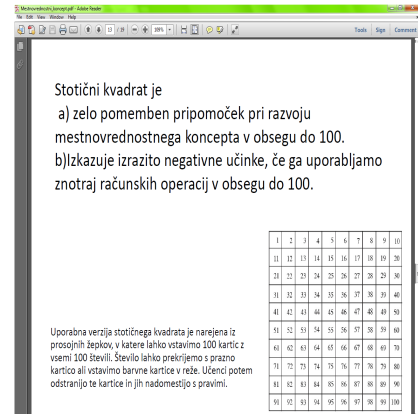 Mestnovrednotni_koncept.pdf - Adobe Reader
File Edit View Window Help
13 / 19 109% Tools Sign Comment
Stotični kvadrat je
a) zelo pomemben pripomoček pri razvoju
mestnovrednostnega koncepta v obsegu do 100.
b)Izkazuje izrazito negativne učinke, če ga uporabljamo
znotraj računskih operacij v obsegu do 100.
1 2 3 4 5 6 7 8 9 10
11 12 13 14 15 16 17 18 19 20
21 22 23 24 25 26 27 28 29 30
31 32 33 34 35 36 37 38 39 40
41 42 43 44 45 46 47 48 49 50
51 52 53 54 55 56 57 58 59 60
61 62 63 64 65 66 67 68 69 70
71 72 73 74 75 76 77 78 79 80
81 82 83 84 85 86 87 88 89 90
91 92 93 94 95 96 97 98 99 100
Uporabna verzija stotičnega kvadrata je narejena iz
prosojnih žepkov, v katere lahko vstavimo 100 kartic z
vsemi 100 števili. Število lahko prekrijemo s prazno
kartico ali vstavimo barvne kartice v reže. Učenci potem
odstranijo te kartice in jih nadomestijo s pravimi.